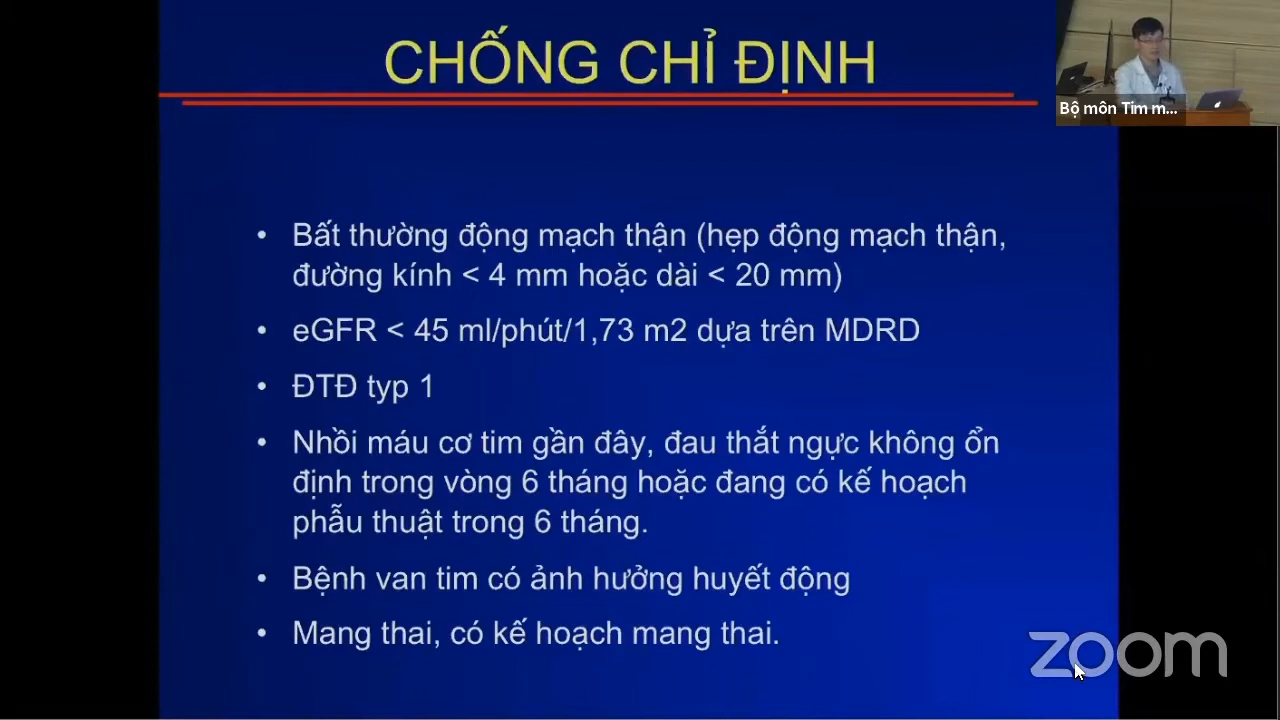 CHỐNG CHỈ ĐỊNH
Bộ môn Tim m...
• Bất thường động mạch thận (hẹp động mạch thận,
đường kính < 4 mm hoặc dài < 20 mm)
• eGFR < 45 ml/phút/1,73 m2 dựa trên MDRD
• ĐTĐ typ 1
• Nhồi máu cơ tim gần đây, đau thắt ngực không ổn
định trong vòng 6 tháng hoặc đang có kế hoạch
phẫu thuật trong 6 tháng.
• Bệnh van tim có ảnh hưởng huyết động
• Mang thai, có kế hoạch mang thai.
zoom